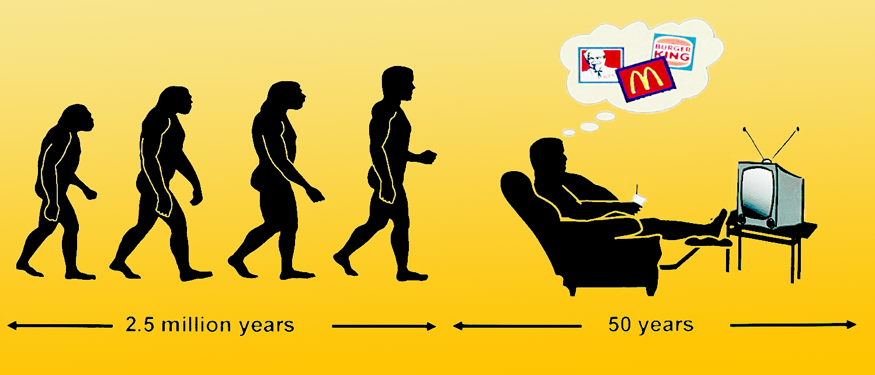 BURGER
KING
2.5 million years
50 years